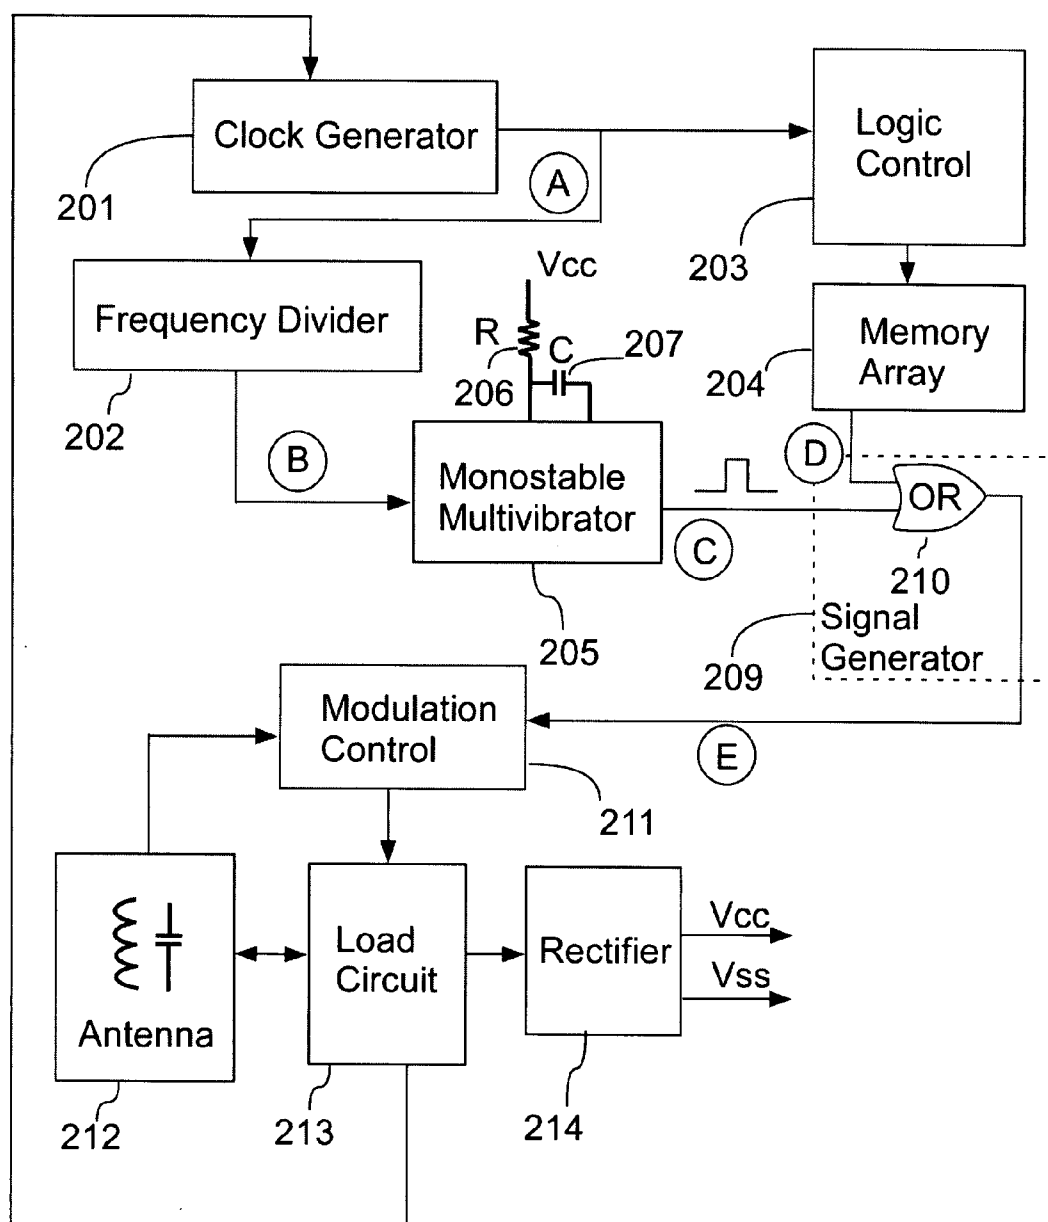 Clock Generator
201
A
Logic
Control
203
Frequency Divider
202
Vcc
R
206
C
207
Memory
Array
204
B
Monostable
Multivibrator
205
C
D
OR
210
Signal
Generator
209
Modulation
Control
211
E
Antenna
212
Load
Circuit
213
Rectifier
214
Vcc
Vss